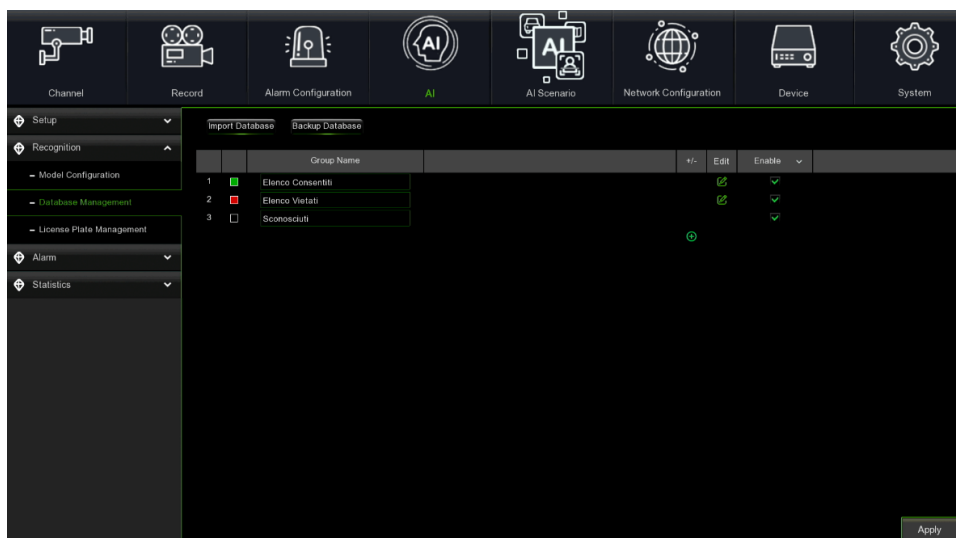 AI
AI
Channel Record Alarm Configuration AI AI Scenario Network Configuration Device System
Setup
Import Database Backup Database
Recognition
Group Name +/- Edit Enable
Model Configuration
1 Elenco Consentiti
Database Management
2 Elenco Vietati
3 Sconosciuti
License Plate Management
Alarm
Statistics
Apply